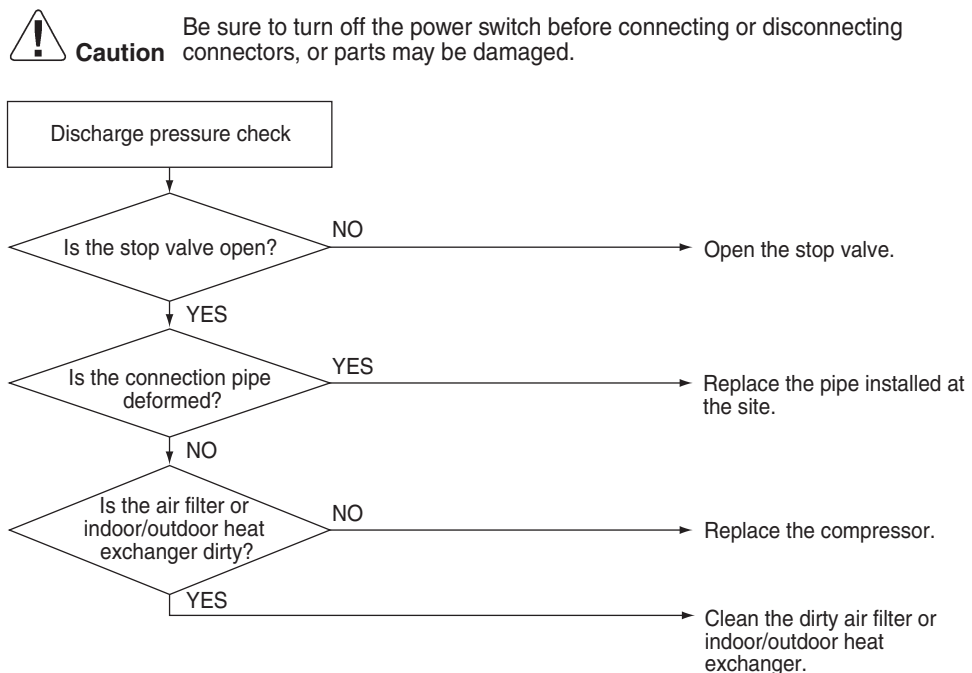 Be sure to turn off the power switch before connecting or disconnecting
Caution connectors, or parts may be damaged.
Discharge pressure check
Is the stop valve open?
NO
Open the stop valve.
YES
Is the connection pipe
deformed?
YES
Replace the pipe installed at
the site.
NO
Is the air filter or
indoor/outdoor heat
exchanger dirty?
NO
Replace the compressor.
YES
Clean the dirty air filter or
indoor/outdoor heat
exchanger.